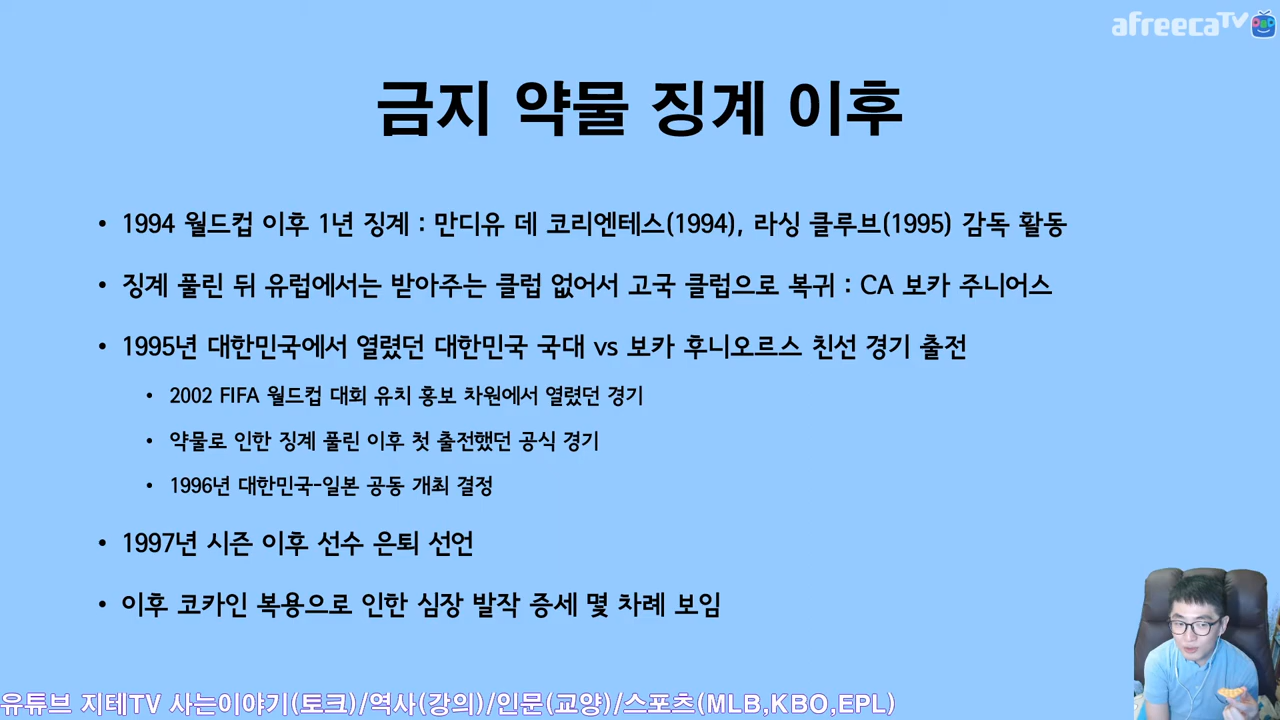 afreecaTV
금지 약물 징계 이후
• 1994 월드컵 이후 1년 징계 : 만디유 데 코리엔테스(1994), 라싱 클루브(1995) 감독 활동
• 징계 풀린 뒤 유럽에서는 받아주는 클럽 없어서 고국 클럽으로 복귀 : CA 보카 주니어스
• 1995년 대한민국에서 열렸던 대한민국 국대 vs 보카 후니오르스 친선 경기 출전
• 2002 FIFA 월드컵 대회 유치 홍보 차원에서 열렸던 경기
• 약물로 인한 징계 풀린 이후 첫 출전했던 공식 경기
• 1996년 대한민국-일본 공동 개최 결정
• 1997년 시즌 이후 선수 은퇴 선언
• 이후 코카인 복용으로 인한 심장 발작 증세 몇 차례 보임
유튜브 지테TV 사는이야기(토크)/역사(강의)/인문(교양)/스포츠(MLB,KBO,EPL)